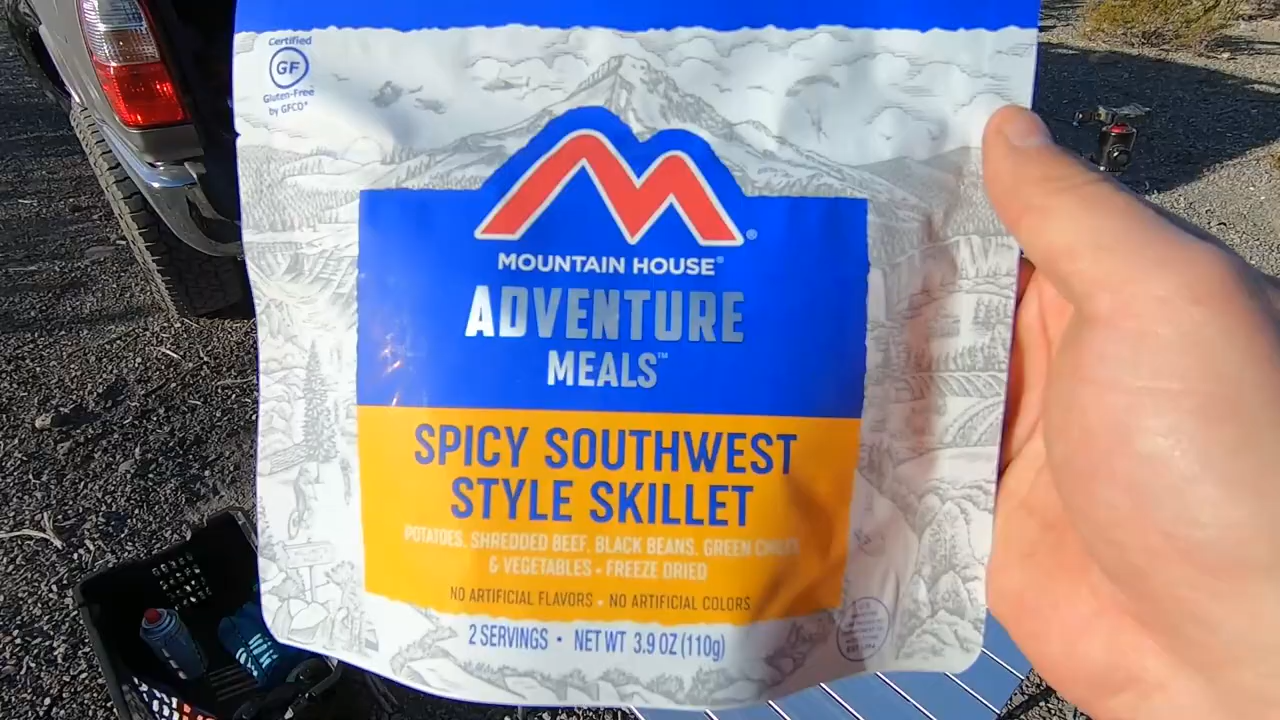 Certified
GF
Gluten-Free
by GFCO®
MOUNTAIN HOUSE®
ADVENTURE
MEALS™
SPICY SOUTHWEST
STYLE SKILLET
POTATOES, SHREDDED BEEF, BLACK BEANS, GREEN CHILES
& VEGETABLES • FREEZE DRIED
NO ARTIFICIAL FLAVORS • NO ARTIFICIAL COLORS
2 SERVINGS • NET WT 3.9 OZ (110g)